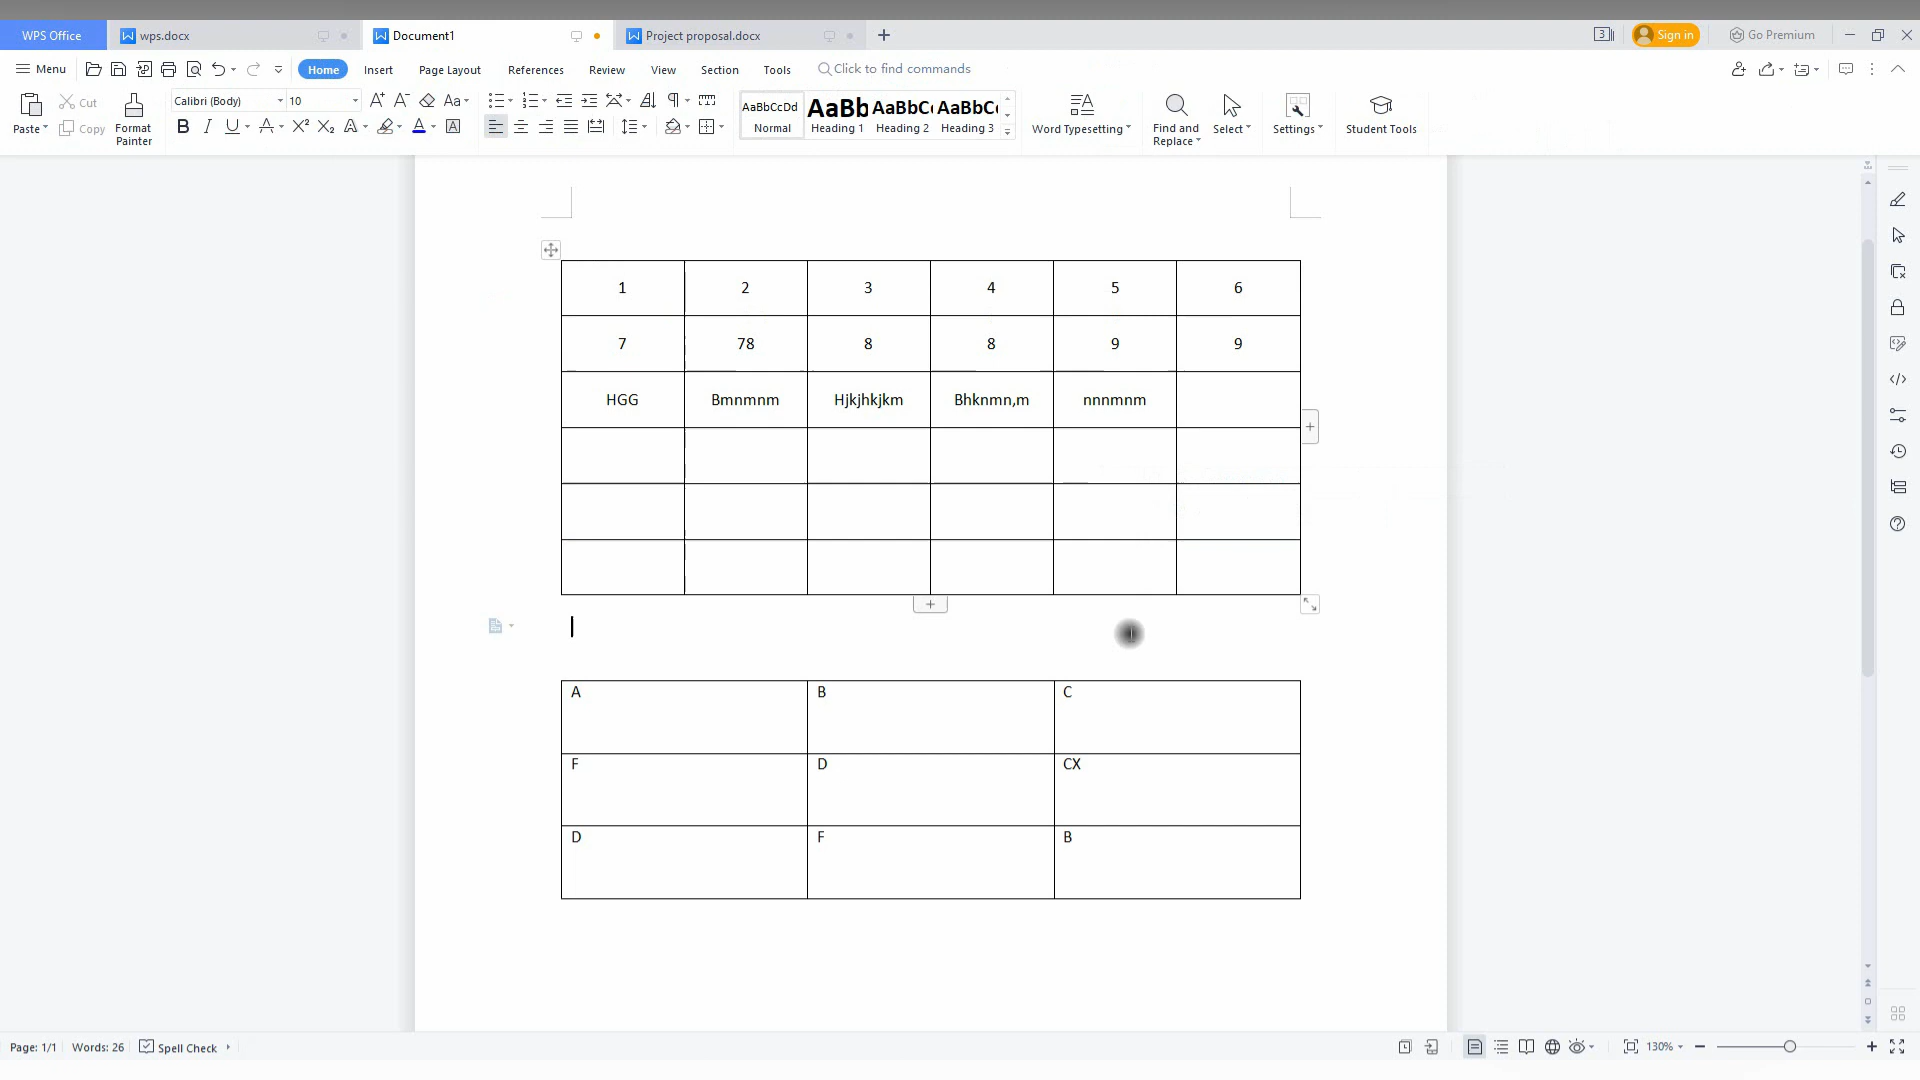 WPS Office wps.docx Document1 Project proposal.docx 3 Sign in Go Premium
Menu Home Insert Page Layout References Review View Section Tools Click to find commands
Paste Cut Copy Format Painter Calibri (Body) 10 AaBbCcDd Normal AaBb Heading 1 AaBbC Heading 2 AaBbC Heading 3 Word Typesetting Find and Replace Select Settings Student Tools
1 2 3 4 5 6
7 78 8 8 9 9
HGG Bmnmnm Hjkjhkjkm Bhknmn,m nnnmnm
A B C
F D CX
D F B
Page: 1/1 Words: 26 Spell Check 130%